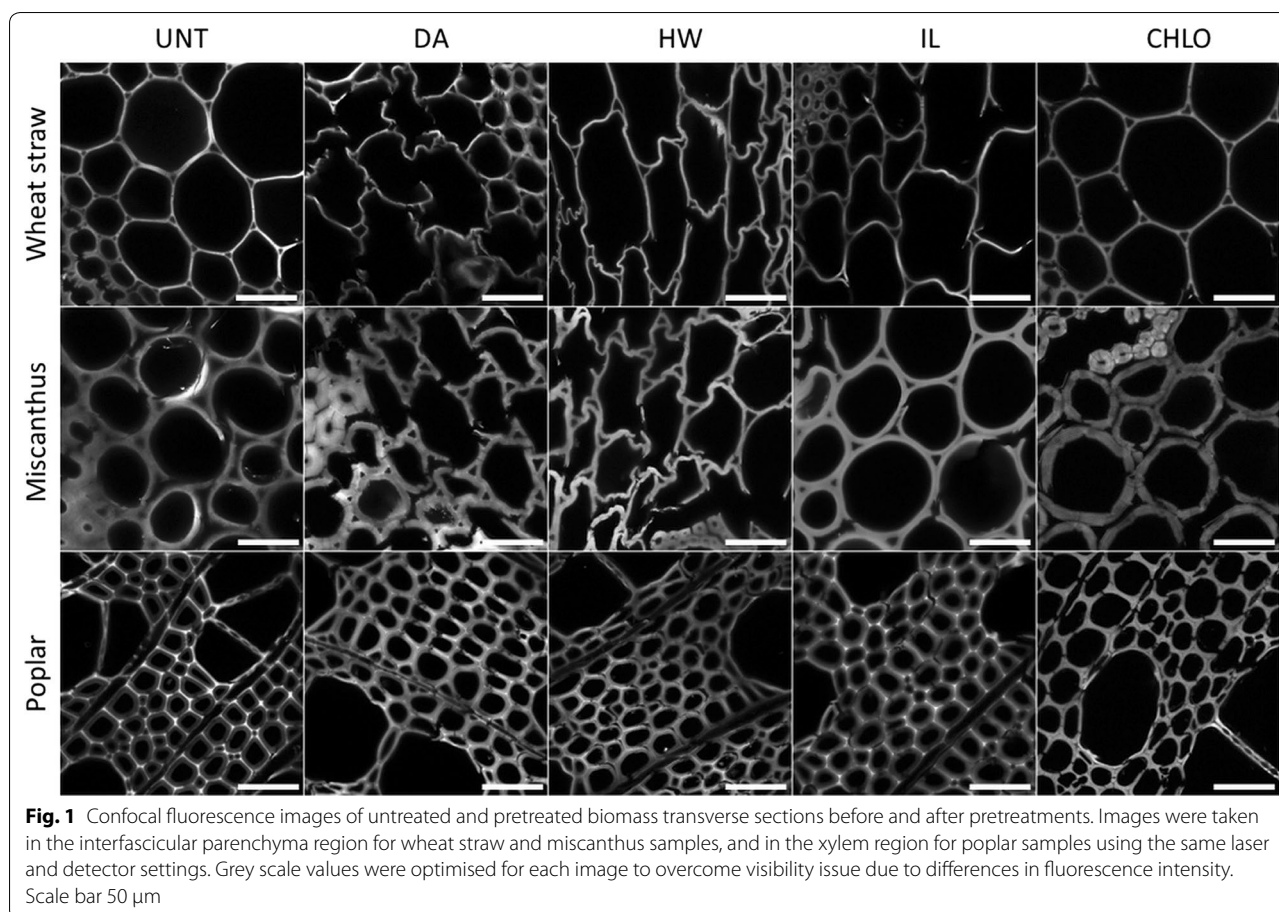 UNT DA HW IL CHLO
Wheat straw
Miscanthus
Poplar
Fig. 1 Confocal fluorescence images of untreated and pretreated biomass transverse sections before and after pretreatments. Images were taken
in the interfascicular parenchyma region for wheat straw and miscanthus samples, and in the xylem region for poplar samples using the same laser
and detector settings. Grey scale values were optimised for each image to overcome visibility issue due to differences in fluorescence intensity.
Scale bar 50 µm